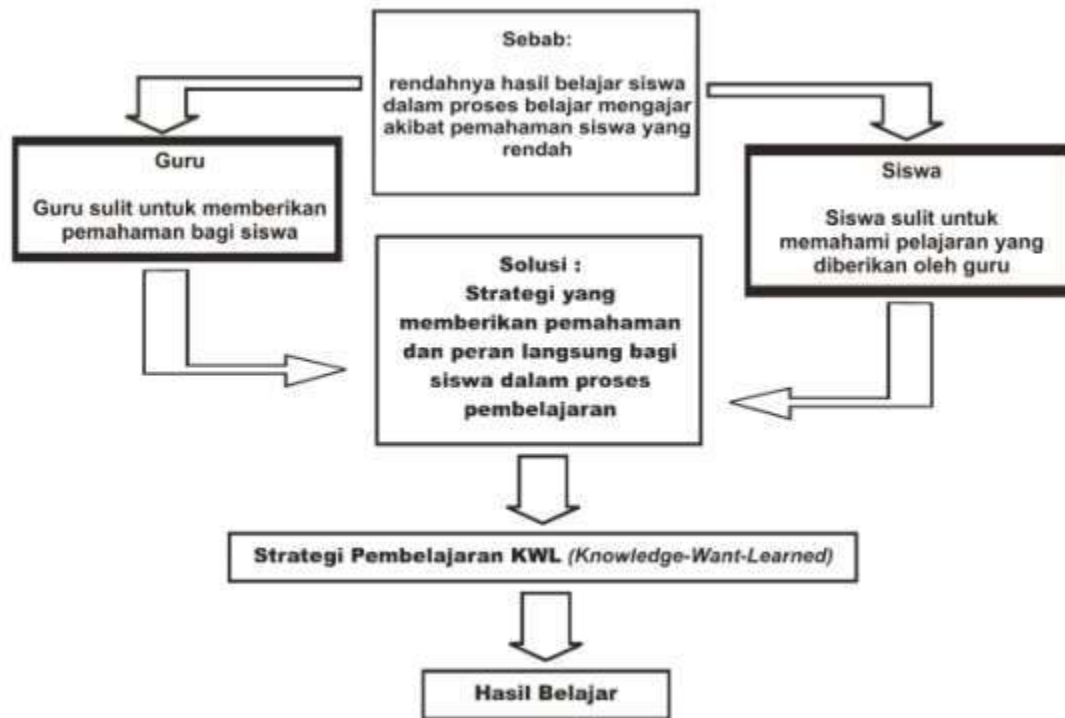 Sebab:
rendahnya hasil belajar siswa
dalam proses belajar mengajar
akibat pemahaman siswa yang
rendah
Guru
Guru sulit untuk memberikan
pemahaman bagi siswa
Siswa
Siswa sulit untuk
memahami pelajaran yang
diberikan oleh guru
Solusi :
Strategi yang
memberikan pemahaman
dan peran langsung bagi
siswa dalam proses
pembelajaran
Strategi Pembelajaran KWL (Knowledge-Want-Learned)
Hasil Belajar